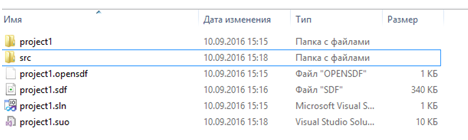 Имя Дата изменения Тип Размер
project1 10.09.2016 15:15 Папка с файлами
src 10.09.2016 15:18 Папка с файлами
project1.opensdf 10.09.2016 15:15 Файл "OPENSDF" 1 КБ
project1.sdf 10.09.2016 15:16 Файл "SDF" 340 КБ
project1.sln 10.09.2016 15:15 Microsoft Visual S... 1 КБ
project1.suo 10.09.2016 15:18 Visual Studio Solu... 10 КБ